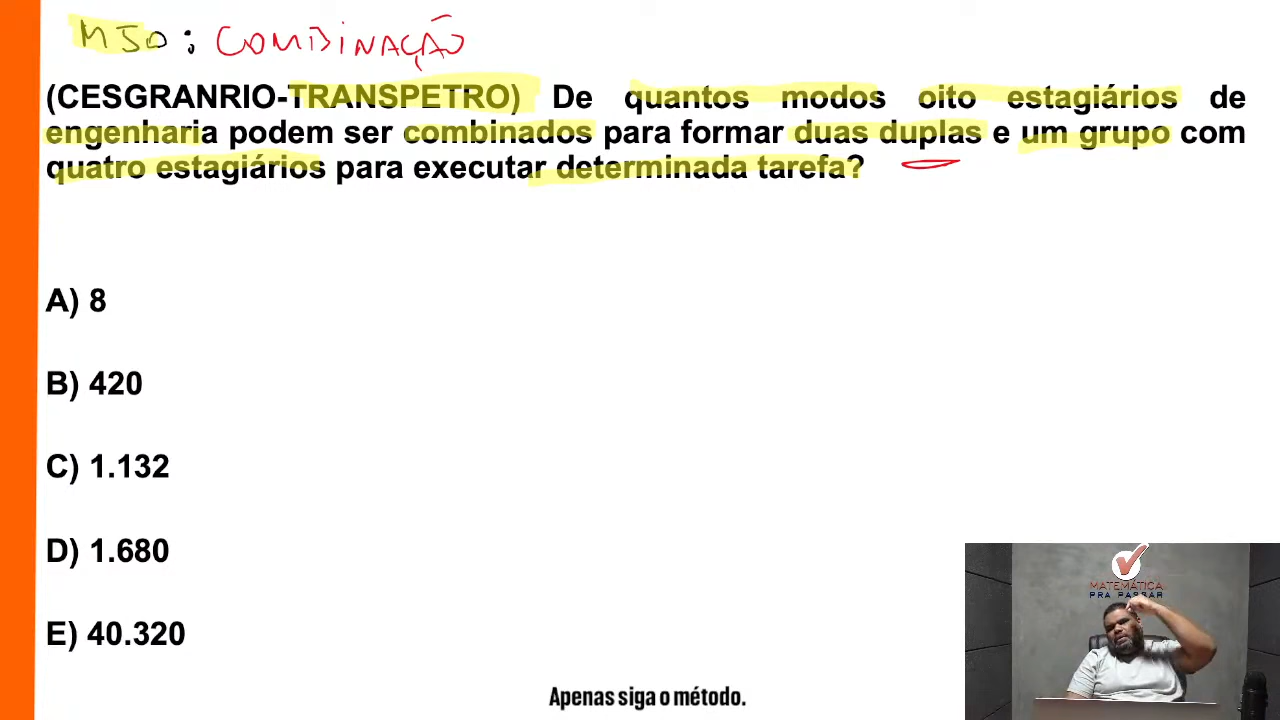 MJO: COMBINAÇÃO
(CESGRANRIO-TRANSPETRO) De quantos modos oito estagiários de
engenharia podem ser combinados para formar duas duplas e um grupo com
quatro estagiários para executar determinada tarefa?
A) 8
B) 420
C) 1.132
D) 1.680
E) 40.320
MATEMÁTICA
PRA PASSAR
Apenas siga o método.